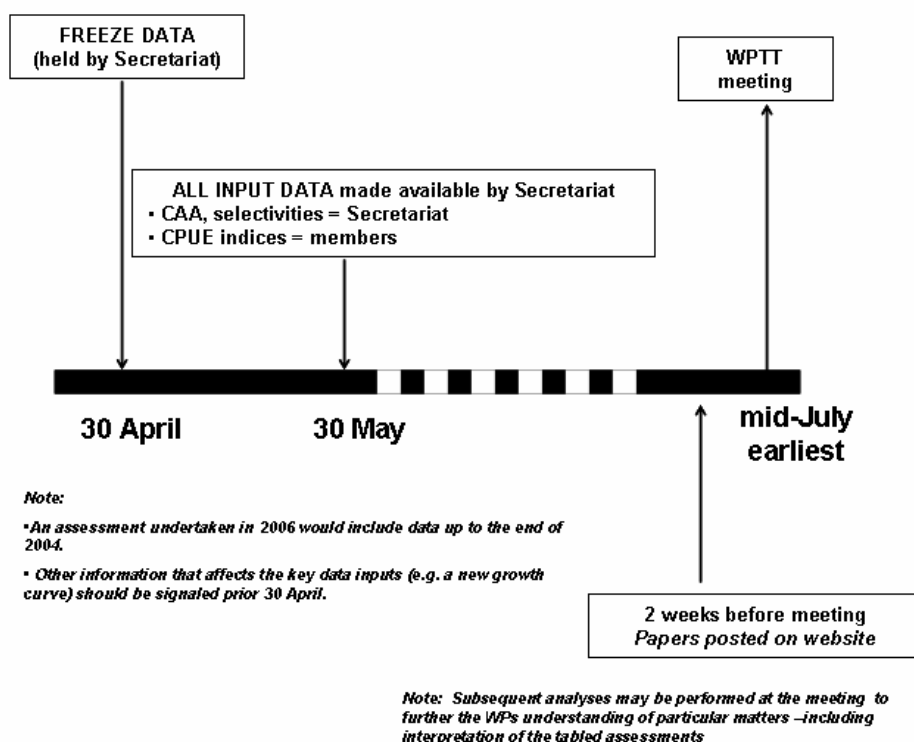 FREEZE DATA
(held by Secretariat)
WPTT
meeting
ALL INPUT DATA made available by Secretariat
▪ CAA, selectivities = Secretariat
▪ CPUE indices = members
30 April
30 May
mid-July
earliest
Note:
▪An assessment undertaken in 2006 would include data up to the end of
2004.
▪ Other information that affects the key data inputs (e.g. a new growth
curve) should be signaled prior 30 April.
2 weeks before meeting
Papers posted on website
Note: Subsequent analyses may be performed at the meeting to
further the WPs understanding of particular matters –including
interpretation of the tabled assessments